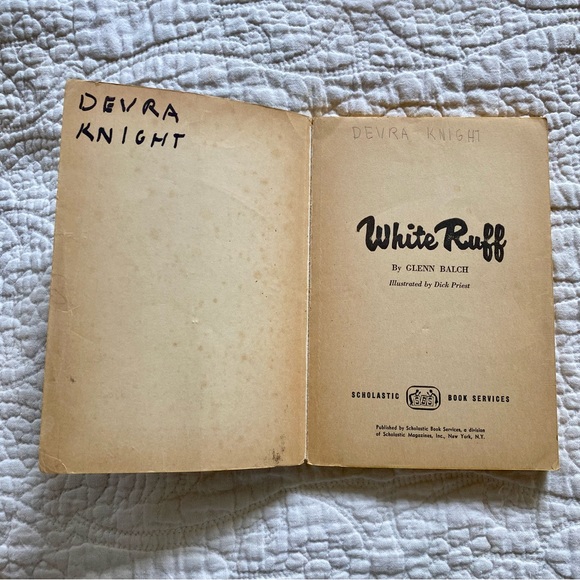 DEVRA
KNIGHT
DEVRA KNIGHT
White Ruff
By GLENN BALCH
Illustrated by Dick Priest
SCHOLASTIC BOOK SERVICES
Published by Scholastic Book Services, a division
of Scholastic Magazines, Inc., New York, N.Y.